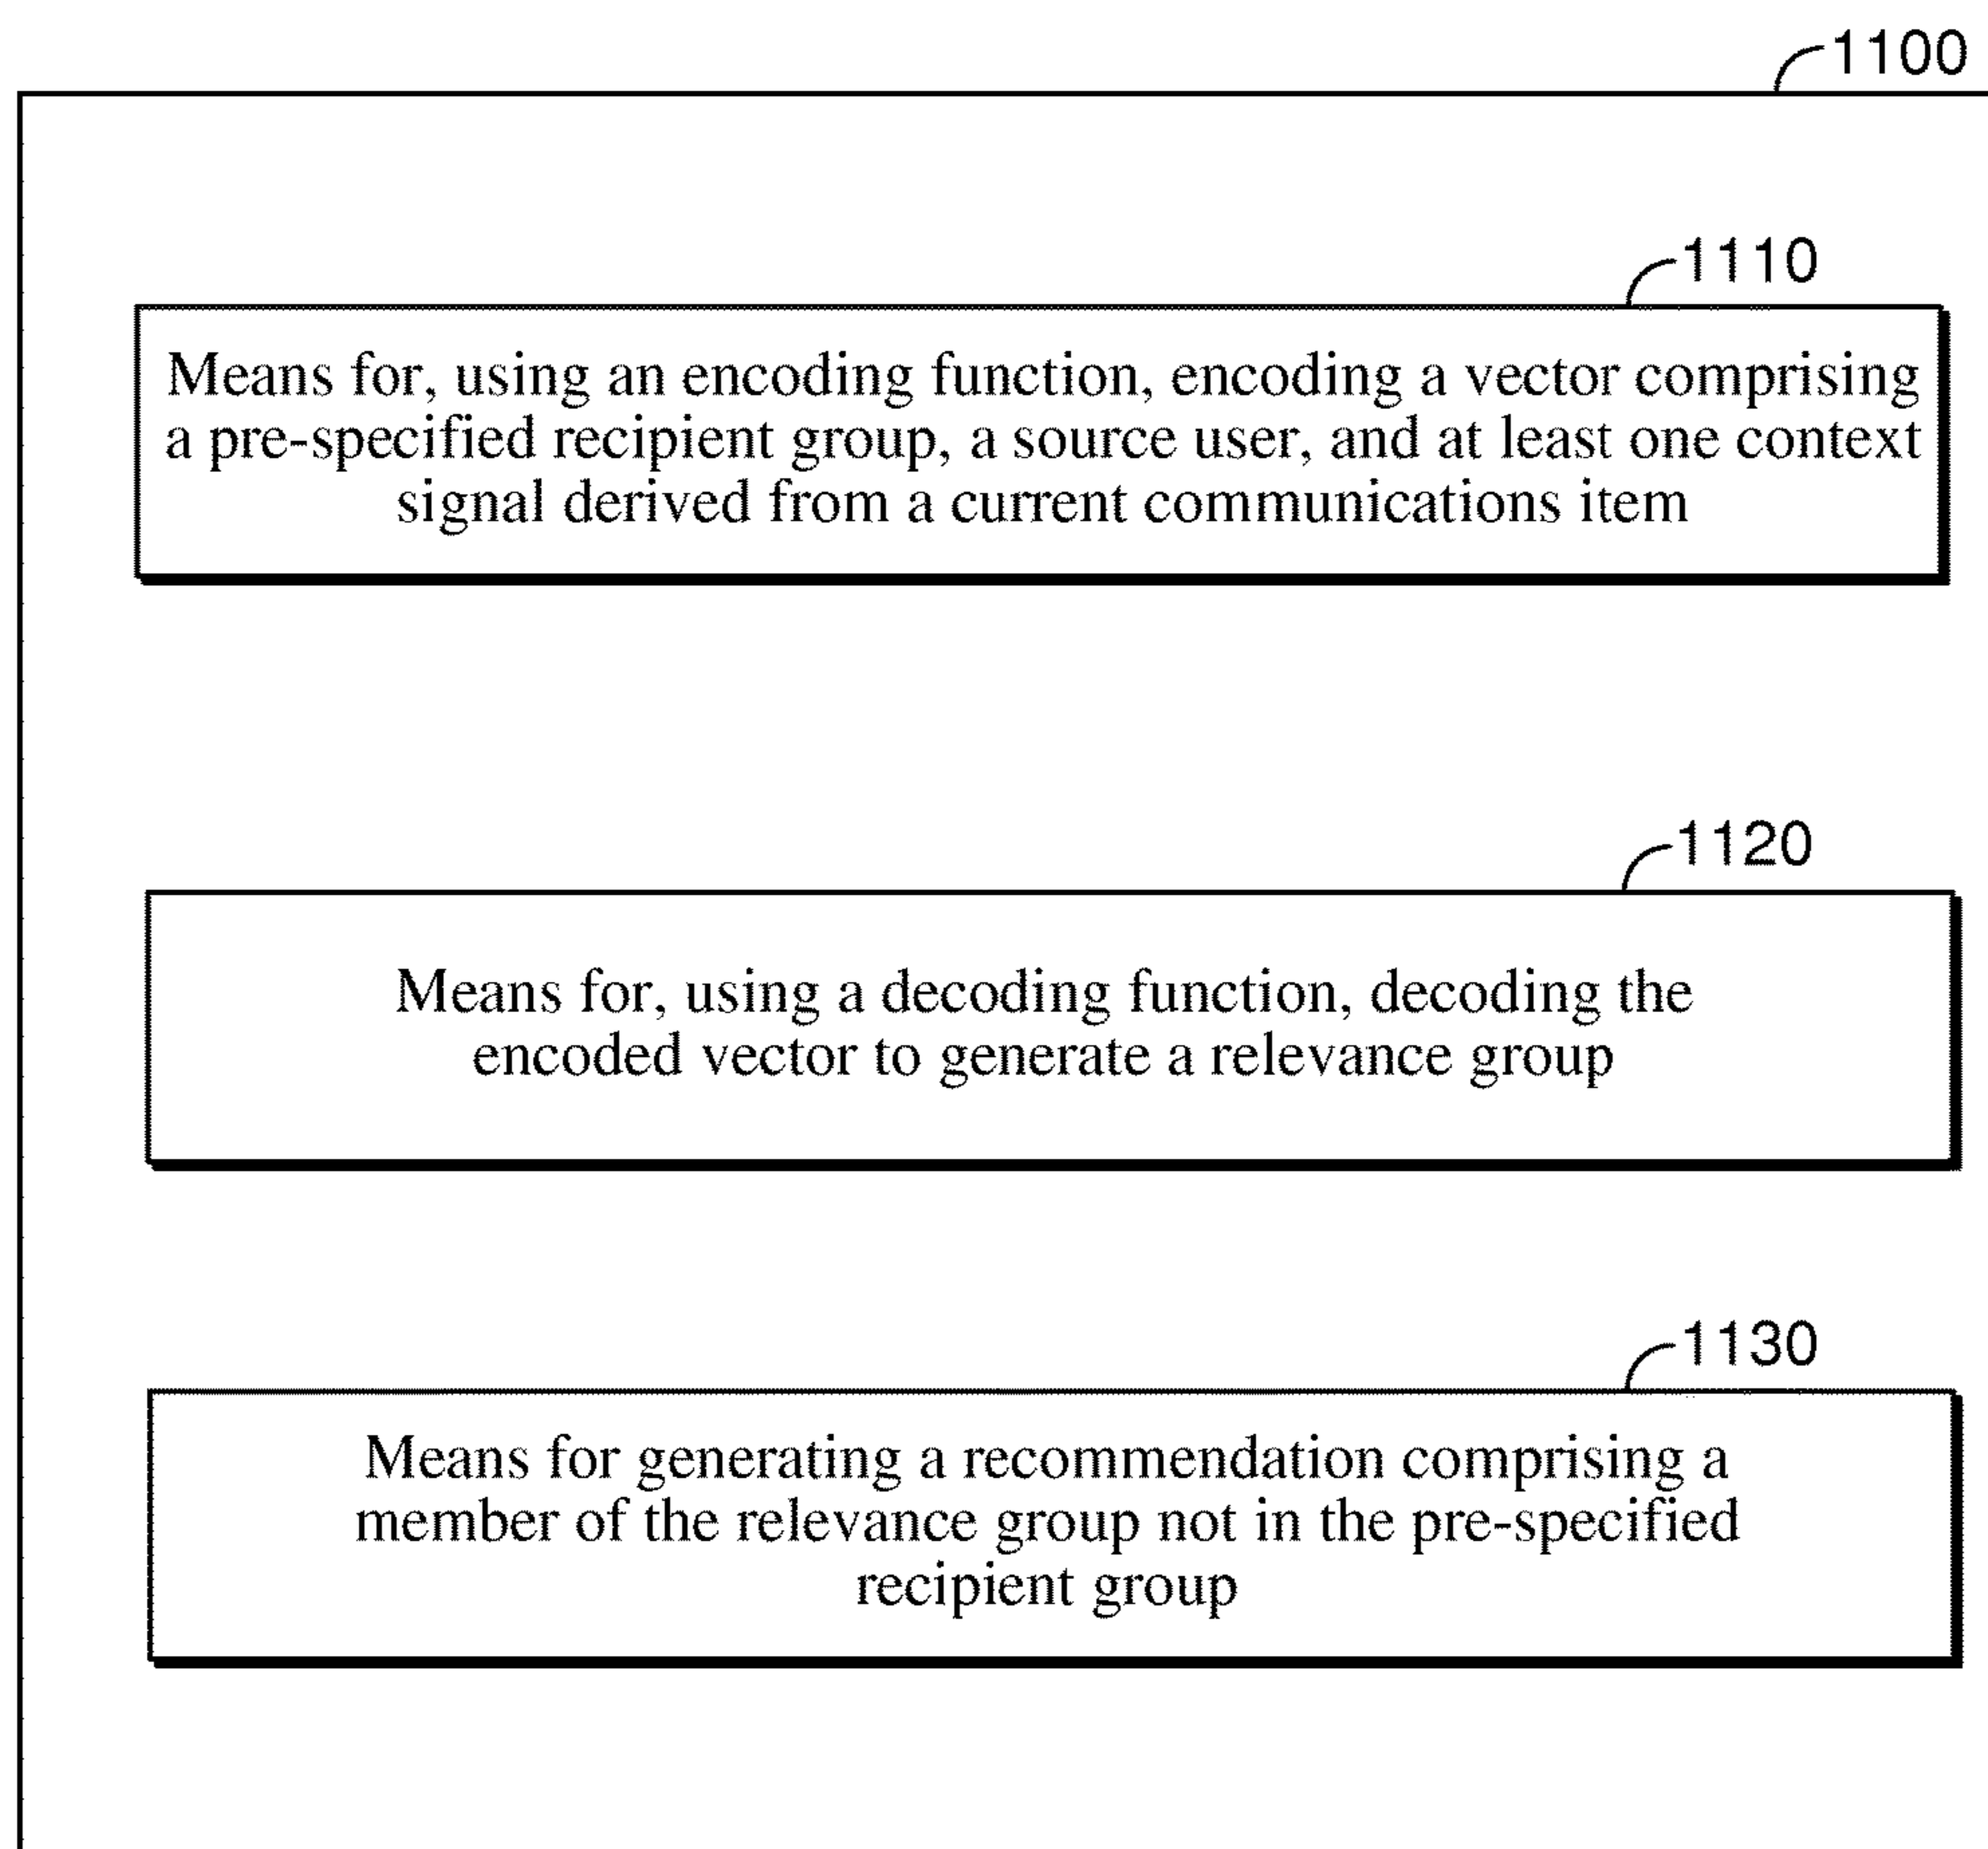 1100
1110
Means for, using an encoding function, encoding a vector comprising
a pre-specified recipient group, a source user, and at least one context
signal derived from a current communications item
1120
Means for, using a decoding function, decoding the
encoded vector to generate a relevance group
1130
Means for generating a recommendation comprising a
member of the relevance group not in the pre-specified
recipient group